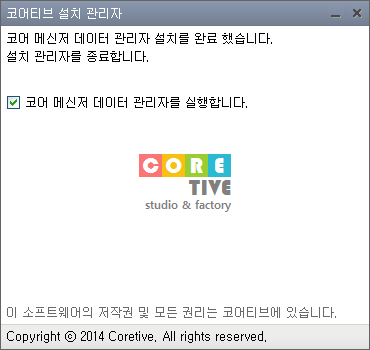 코어티브 설치 관리자
코어 메신저 데이터 관리자 설치를 완료 했습니다.
설치 관리자를 종료합니다.
코어 메신저 데이터 관리자를 실행합니다.
CORE
TIVE
studio & factory
이 소프트웨어의 저작권 및 모든 권리는 코어티브에 있습니다.
Copyright ⓒ 2014 Coretive. All rights reserved.